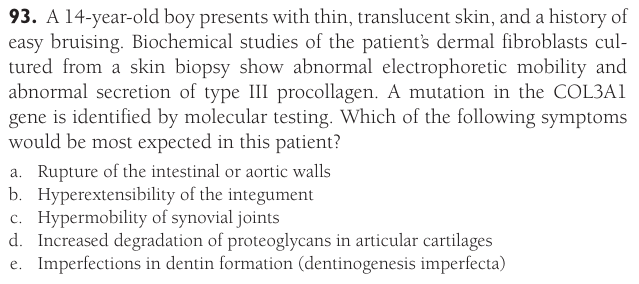 93. A 14-year-old boy presents with thin, translucent skin, and a history of
easy bruising. Biochemical studies of the patient's dermal fibroblasts cul-
tured from a skin biopsy show abnormal electrophoretic mobility and
abnormal secretion of type III procollagen. A mutation in the COL3A1
gene is identified by molecular testing. Which of the following symptoms
would be most expected in this patient?
a. Rupture of the intestinal or aortic walls
b. Hyperextensibility of the integument
c. Hypermobility of synovial joints
d. Increased degradation of proteoglycans in articular cartilages
e. Imperfections in dentin formation (dentinogenesis imperfecta)